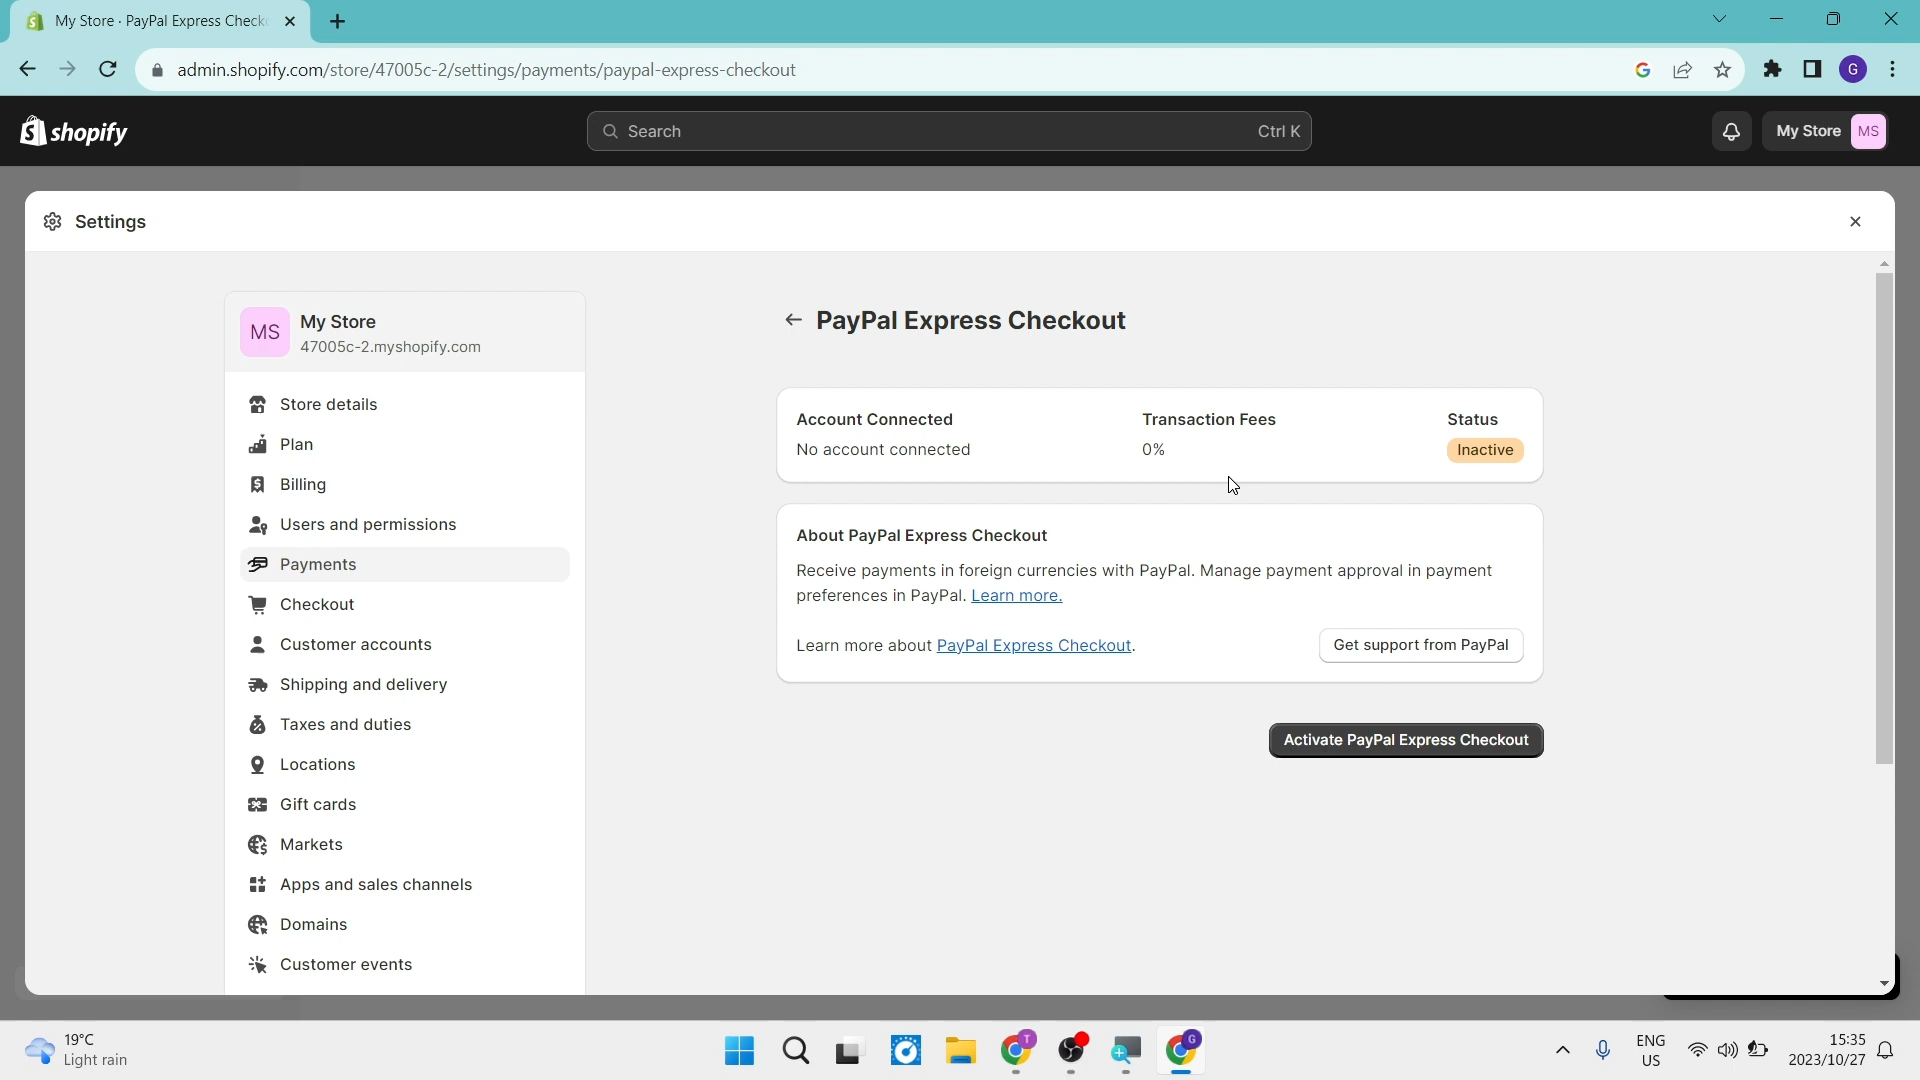 My Store · PayPal Express Check
admin.shopify.com/store/47005c-2/settings/payments/paypal-express-checkout
G
shopify
Search
Ctrl K
My Store
MS
Settings
MS
My Store
47005c-2.myshopify.com
Store details
Plan
Billing
Users and permissions
Payments
Checkout
Customer accounts
Shipping and delivery
Taxes and duties
Locations
Gift cards
Markets
Apps and sales channels
Domains
Customer events
PayPal Express Checkout
Account Connected
Transaction Fees
Status
No account connected
0%
Inactive
About PayPal Express Checkout
Receive payments in foreign currencies with PayPal. Manage payment approval in payment
preferences in PayPal. Learn more.
Learn more about PayPal Express Checkout.
Get support from PayPal
Activate PayPal Express Checkout
19°C
Light rain
T
G
ENG
US
15:35
2023/10/27